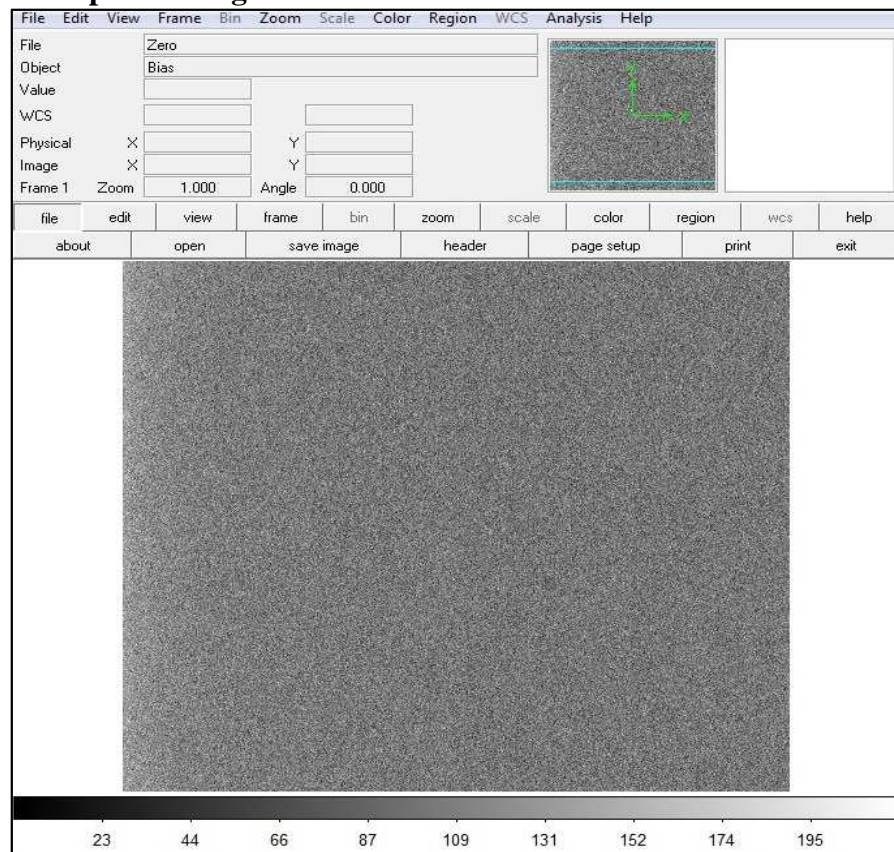 File Edit View Frame Bin Zoom Scale Color Region WCS Analysis Help
File Zero
Object Bias
Value
WCS
Physical X Y
Image X Y
Frame 1 Zoom 1.000 Angle 0.000
Y
X
file edit view frame bin zoom scale color region wcs help
about open save image header page setup print exit
23 44 66 87 109 131 152 174 195